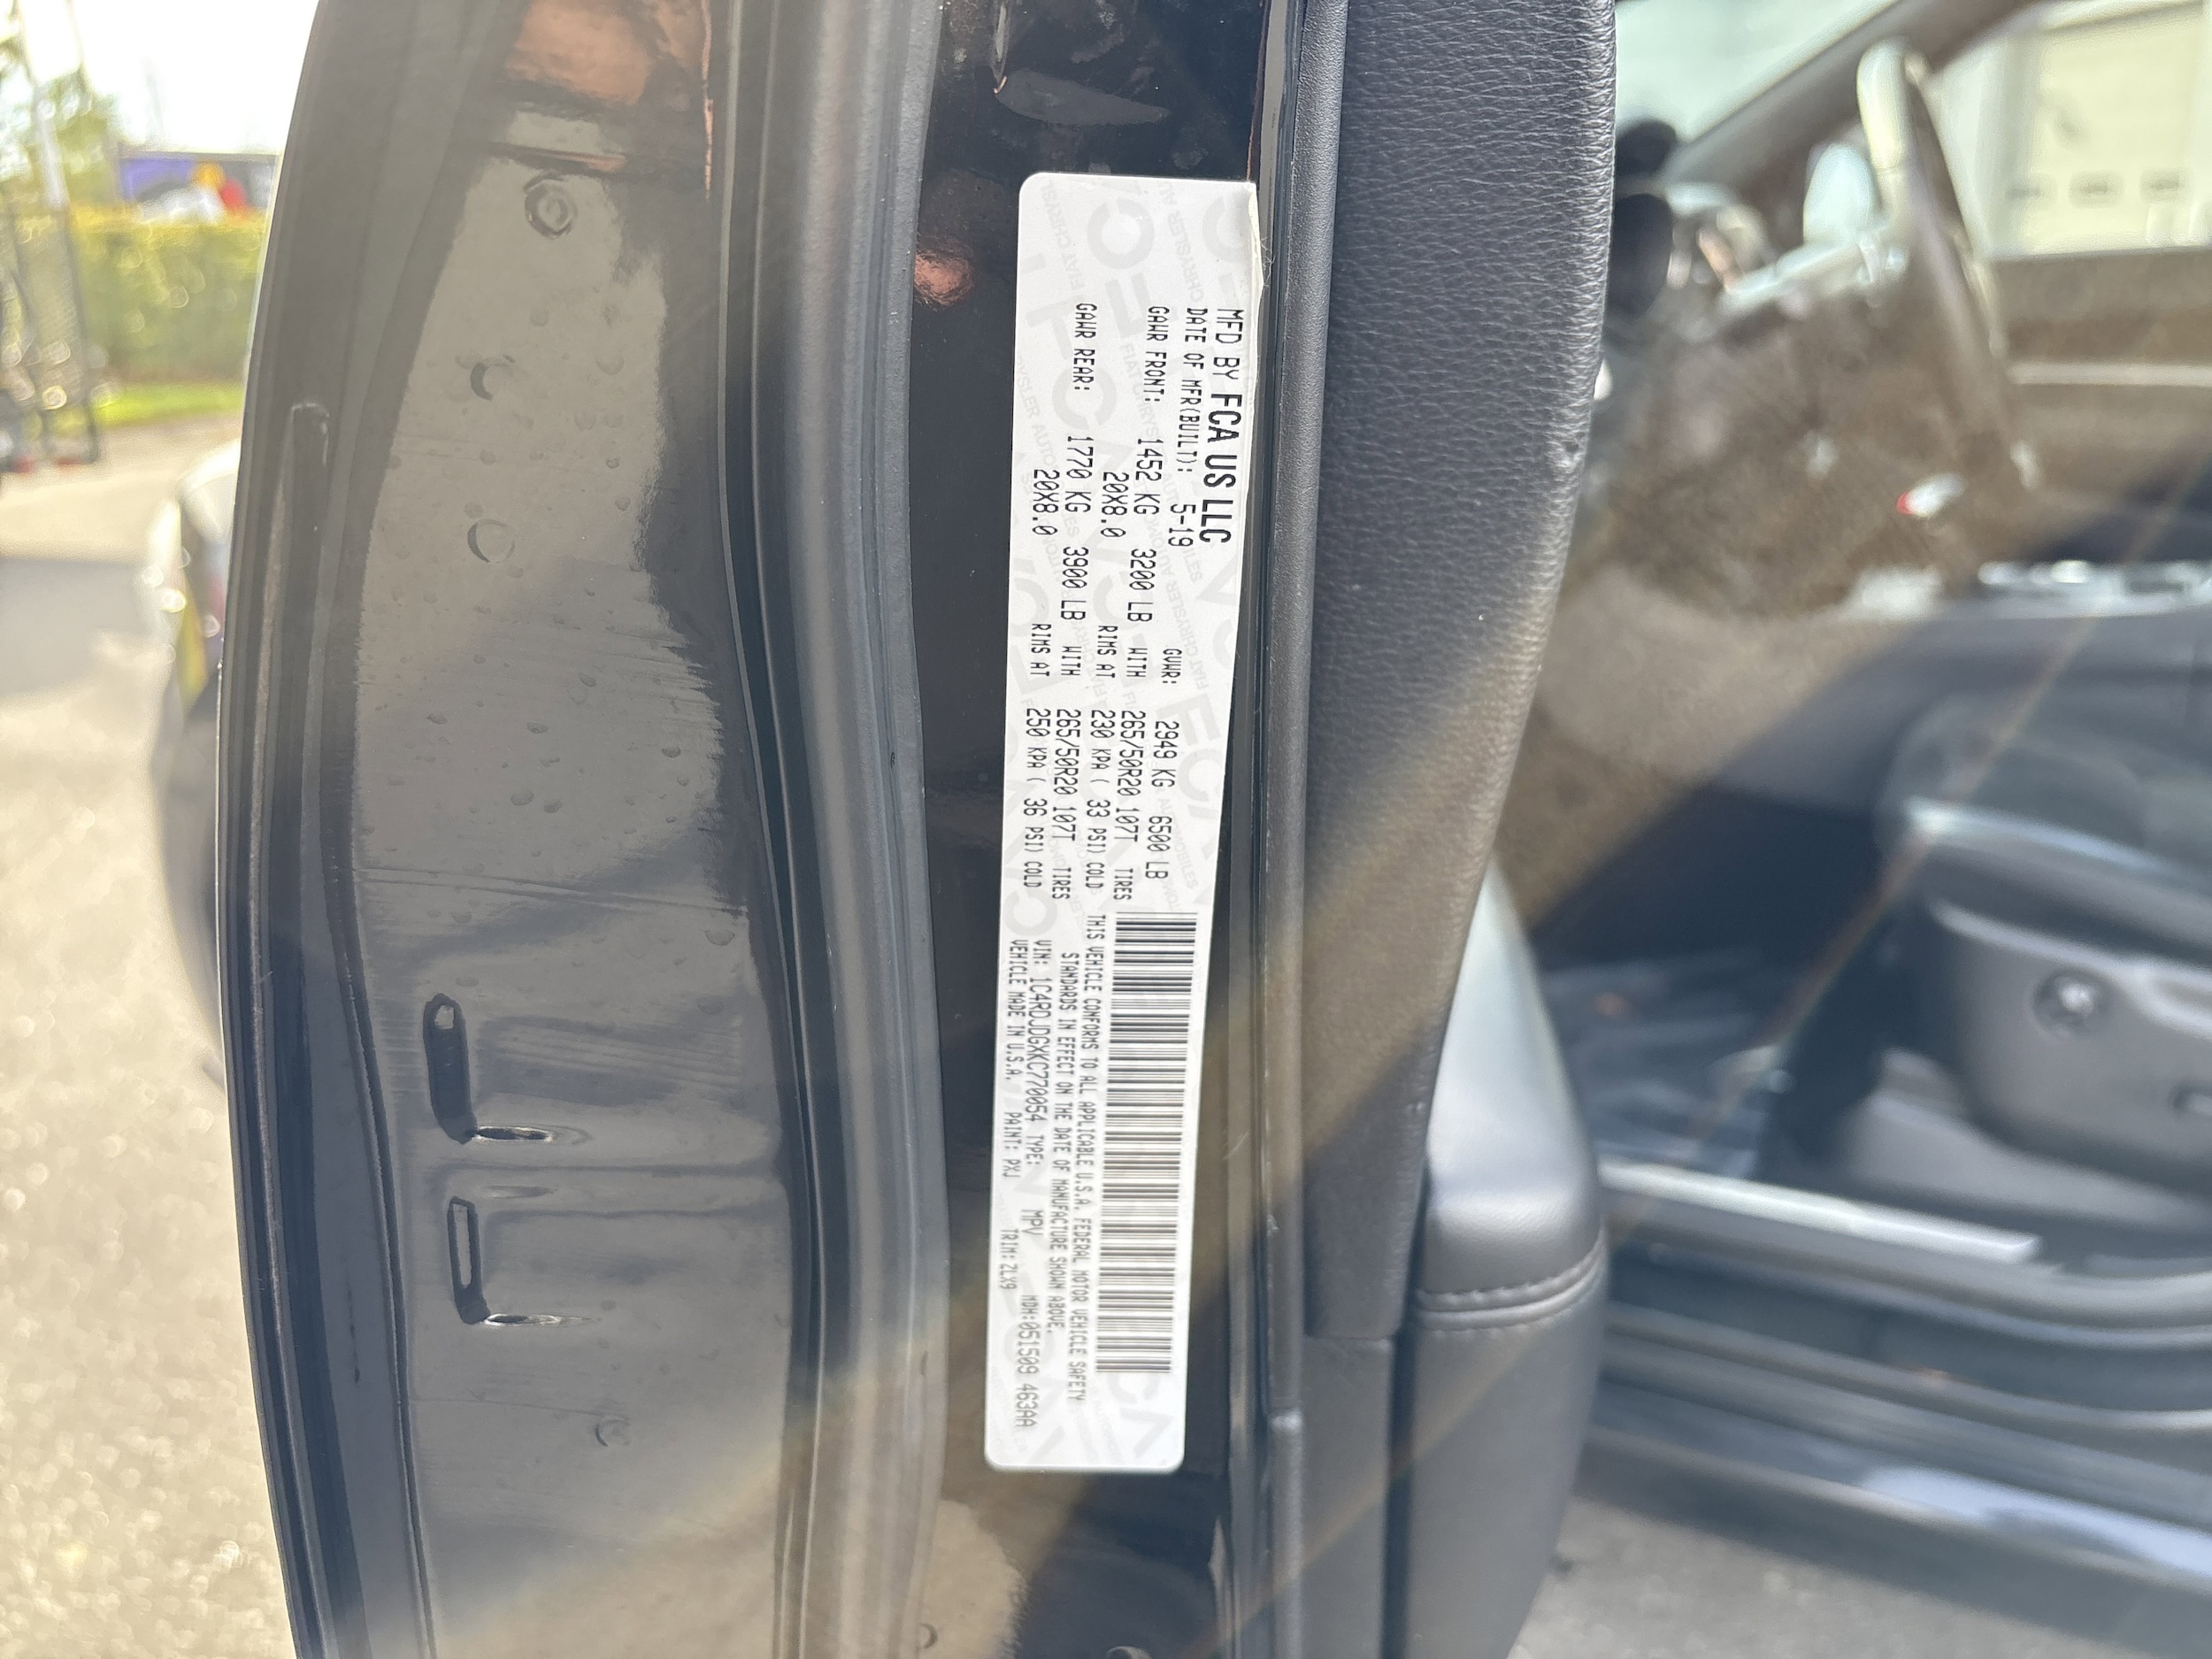 MFD BY FCA US LLC
DATE OF MFR(BUILT): 5-19 GVWR: 2949 KG 6500 LB
GAWR FRONT: 1452 KG 3200 LB WITH 265/50R20 107T TIRES
20X8.0 RIMS AT 230 KPA ( 33 PSI) COLD
GAWR REAR: 1770 KG 3900 LB WITH 265/50R20 107T TIRES
20X8.0 RIMS AT 250 KPA ( 36 PSI) COLD
THIS VEHICLE CONFORMS TO ALL APPLICABLE U.S.A. FEDERAL MOTOR VEHICLE SAFETY
STANDARDS IN EFFECT ON THE DATE OF MANUFACTURE SHOWN ABOVE.
VIN: 1C4RDJDGXKC770054 TYPE: MPV MDH:051509 463AA
VEHICLE MADE IN U.S.A. PAINT: PXJ TRIM: ZLX9